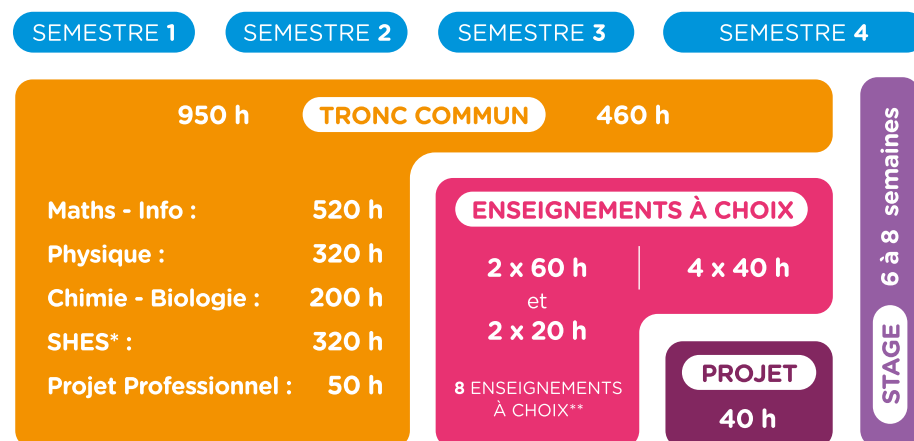 SEMESTRE 1 SEMESTRE 2 SEMESTRE 3 SEMESTRE 4
950 h TRONC COMMUN 460 h
Maths - Info : 520 h
Physique : 320 h
Chimie - Biologie : 200 h
SHES* : 320 h
Projet Professionnel : 50 h
ENSEIGNEMENTS À CHOIX
2 x 60 h
et
2 x 20 h
4 x 40 h
8 ENSEIGNEMENTS
À CHOIX**
PROJET
40 h
STAGE 6 à 8 semaines